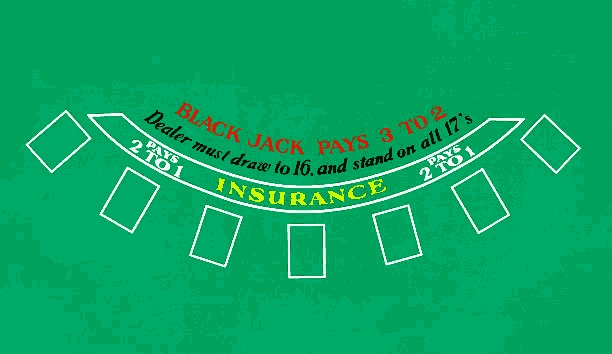 BLACK JACK PAYS 3 TO 2
Dealer must draw to 16, and stand on all 17's
PAYS
2 TO 1
INSURANCE
PAYS
2 TO 1